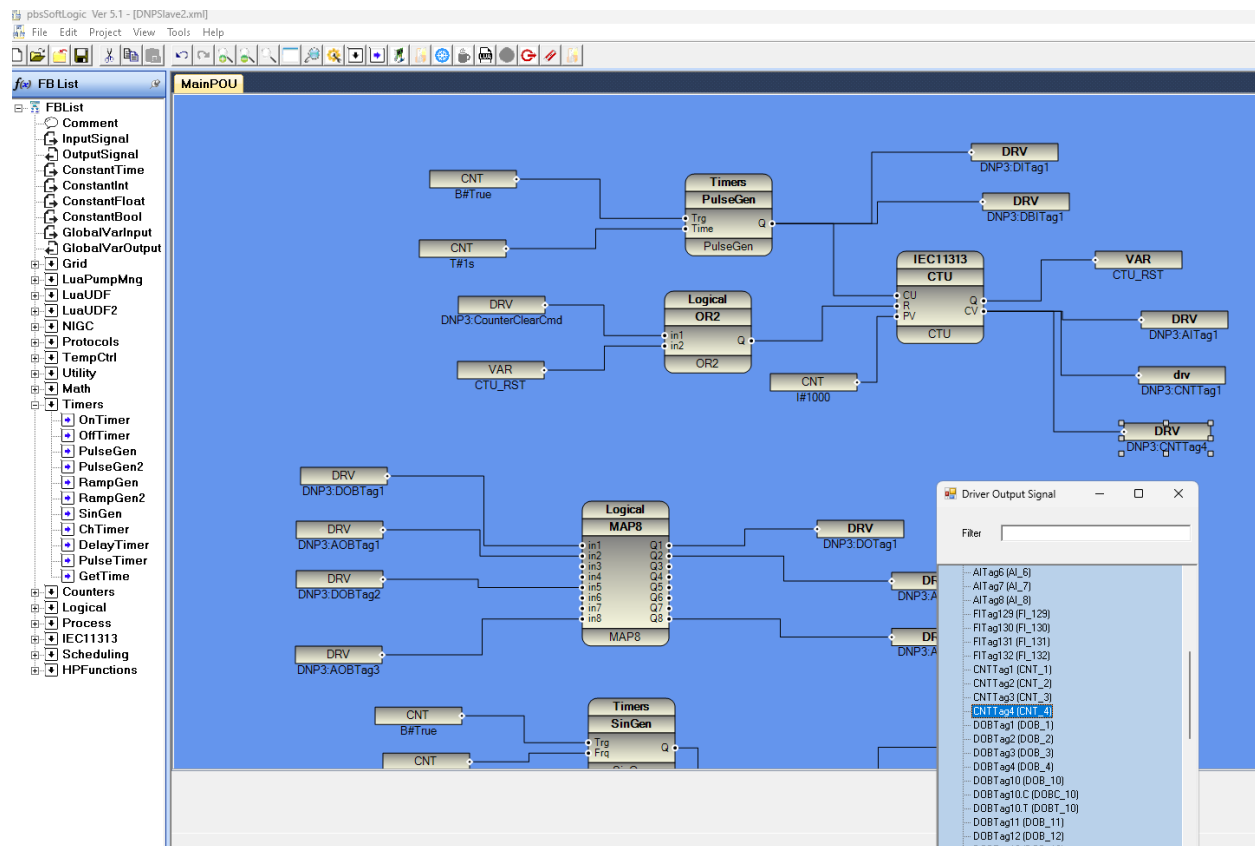 pbsSoftLogic Ver 5.1 - [DNPSlave2.xml]
File Edit Project View Tools Help
f(x) FB List
MainPOU
FBList
Comment
InputSignal
OutputSignal
ConstantTime
ConstantInt
ConstantFloat
ConstantBool
GlobalVarInput
GlobalVarOutput
Grid
LuaPumpMng
LuaUDF
LuaUDF2
NIGC
Protocols
TempCtrl
Utility
Math
Timers
OnTimer
OffTimer
PulseGen
PulseGen2
RampGen
RampGen2
SinGen
ChTimer
DelayTimer
PulseTimer
GetTime
Counters
Logical
Process
IEC11313
Scheduling
HPFunctions
CNT
B#True
CNT
T#1s
Timers
PulseGen
Trg Q
Time
PulseGen
DRV
DNP3:DITag1
DRV
DNP3:DBITag1
DRV
DNP3:CounterClearCmd
VAR
CTU_RST
Logical
OR2
in1
in2 Q
OR2
CNT
I#1000
IEC11313
CTU
CU Q
R CV
PV
CTU
VAR
CTU_RST
DRV
DNP3:AITag1
drv
DNP3:CNTTag1
DRV
DNP3:CNTTag4
DRV
DNP3:DOBTag1
DRV
DNP3:AOBTag1
DRV
DNP3:DOBTag2
DRV
DNP3:AOBTag3
Logical
MAP8
in1 Q1
in2 Q2
in3 Q3
in4 Q4
in5 Q5
in6 Q6
in7 Q7
in8 Q8
MAP8
DRV
DNP3:DOTag1
DR
DNP3:A
DR
DNP3:A
CNT
B#True
CNT
Timers
SinGen
Trg Q
Frq
Driver Output Signal
Filter
AITag6 (AI_6)
AITag7 (AI_7)
AITag8 (AI_8)
FITag129 (FI_129)
FITag130 (FI_130)
FITag131 (FI_131)
FITag132 (FI_132)
CNTTag1 (CNT_1)
CNTTag2 (CNT_2)
CNTTag3 (CNT_3)
CNTTag4 (CNT_4)
DOBTag1 (DOB_1)
DOBTag2 (DOB_2)
DOBTag3 (DOB_3)
DOBTag4 (DOB_4)
DOBTag10 (DOB_10)
DOBTag10.C (DOBC_10)
DOBTag10.T (DOBT_10)
DOBTag11 (DOB_11)
DOBTag12 (DOB_12)